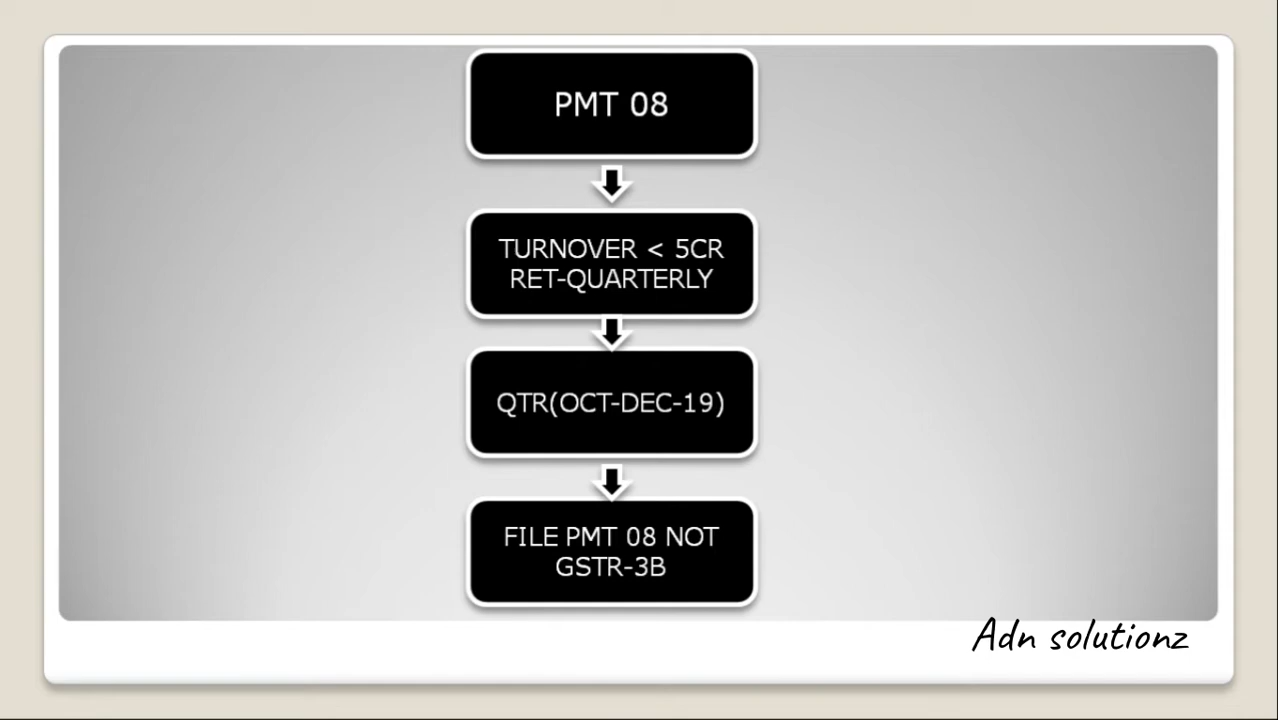 PMT 08
TURNOVER < 5CR
RET-QUARTERLY
QTR(OCT-DEC-19)
FILE PMT 08 NOT
GSTR-3B
Adn solutionz